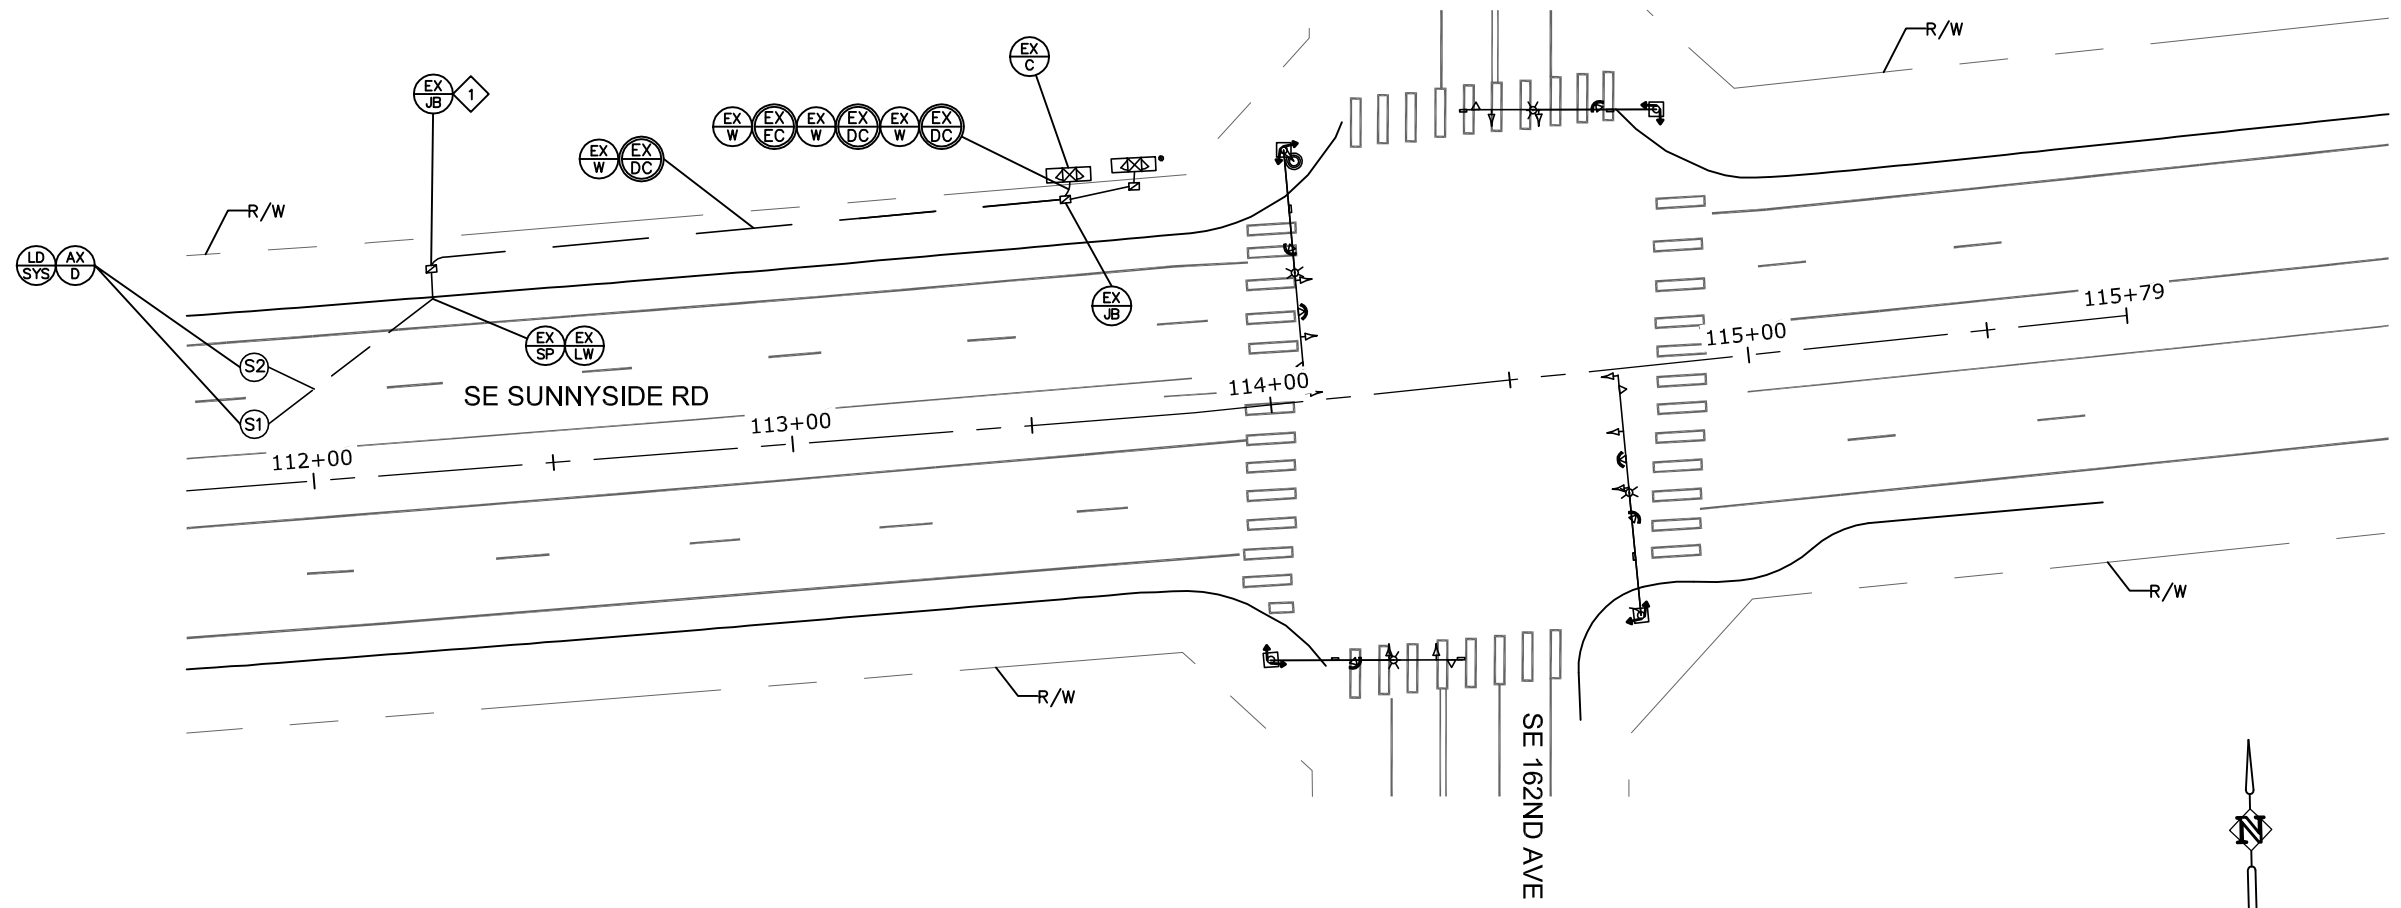 R/W
EX
C
EX
JB
1
EX
W
EX
EC
EX
W
EX
DC
EX
W
EX
DC
EX
W
EX
DC
R/W
LD
SYS
AX
D
EX
JB
EX
SP
EX
LW
115+79
115+00
S2
SE SUNNYSIDE RD
114+00
S1
113+00
112+00
R/W
R/W
SE 162ND AVE
N